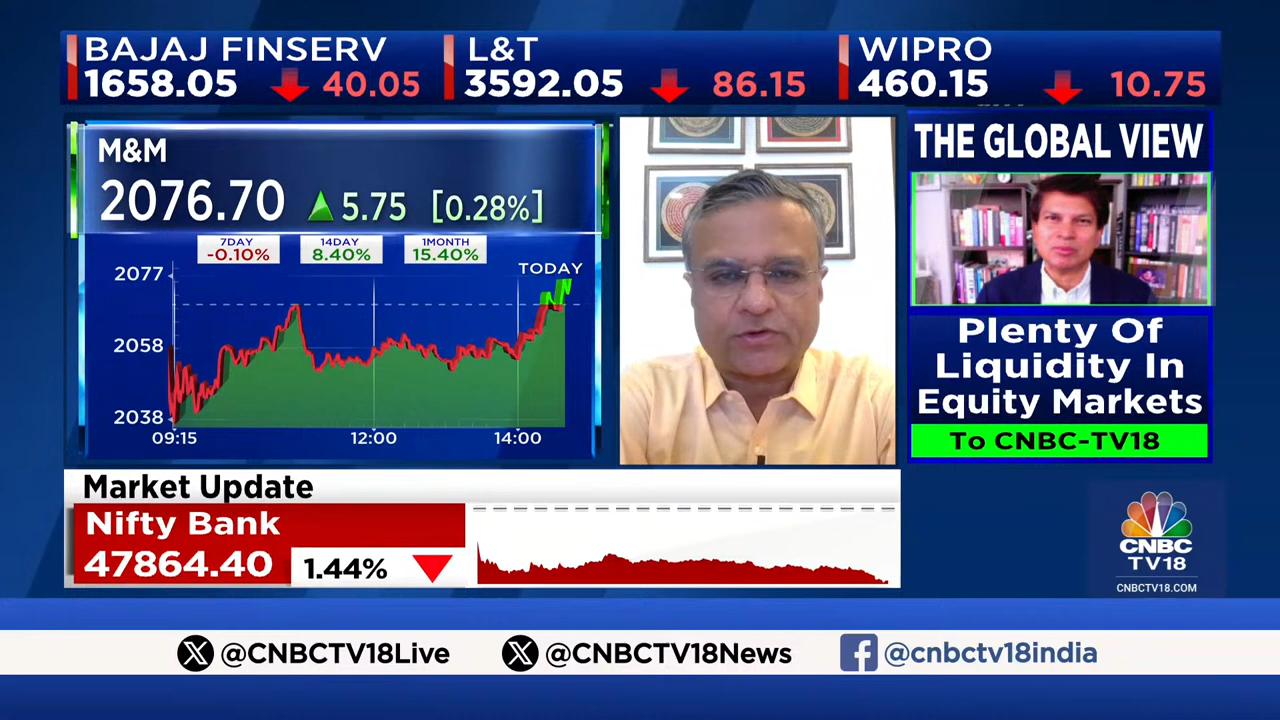 BAJAJ FINSERV
1658.05 40.05
L&T
3592.05 86.15
WIPRO
460.15 10.75
M&M
2076.70 5.75 [0.28%]
7DAY
-0.10%
14DAY
8.40%
1MONTH
15.40%
TODAY
2077
2058
2038
09:15 12:00 14:00
THE GLOBAL VIEW
Plenty Of
Liquidity In
Equity Markets
To CNBC-TV18
Market Update
Nifty Bank
47864.40 1.44%
CNBC
TV18
CNBCTV18.COM
@CNBCTV18Live @CNBCTV18News @cnbctv18india